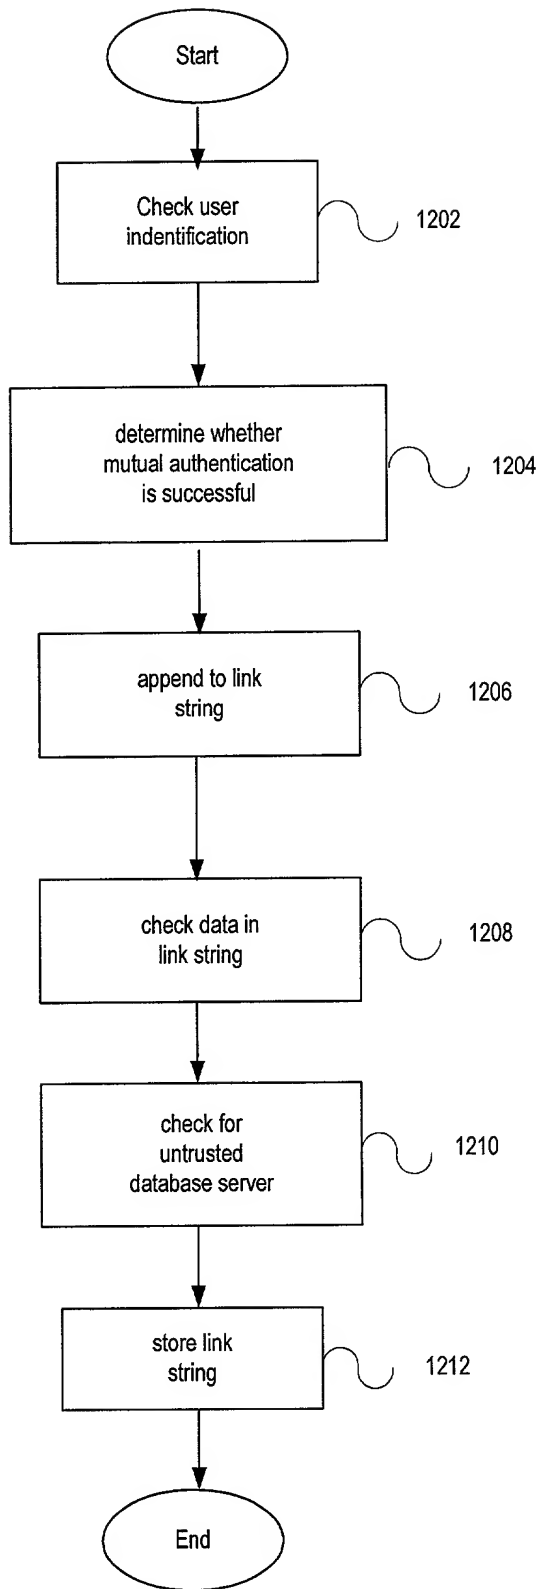 Start
Check user
indentification
1202
determine whether
mutual authentication
is successful
1204
append to link
string
1206
check data in
link string
1208
check for
untrusted
database server
1210
store link
string
1212
End